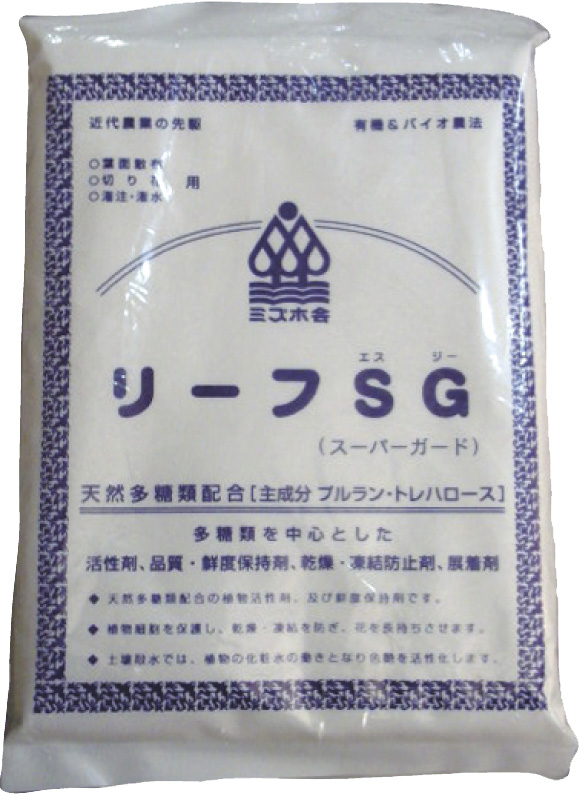 近代農業の先駆
有機＆バイオ農法
○葉面散布
○切り花 用
○潅注・潅水
ミズホ会
エス ジー
リーフSG
（スーパーガード）
天然多糖類配合［主成分 プルラン・トレハロース］
多糖類を中心とした
活性剤、品質・鮮度保持剤、乾燥・凍結防止剤、展着剤
◆ 天然多糖類配合の植物活性剤、及び鮮度保持剤です。
◆ 植物細胞を保護し、乾燥・凍結を防ぎ、花を長持ちさせます。
◆ 土壌散水では、植物の化粧水の働きとなり を活性化します。